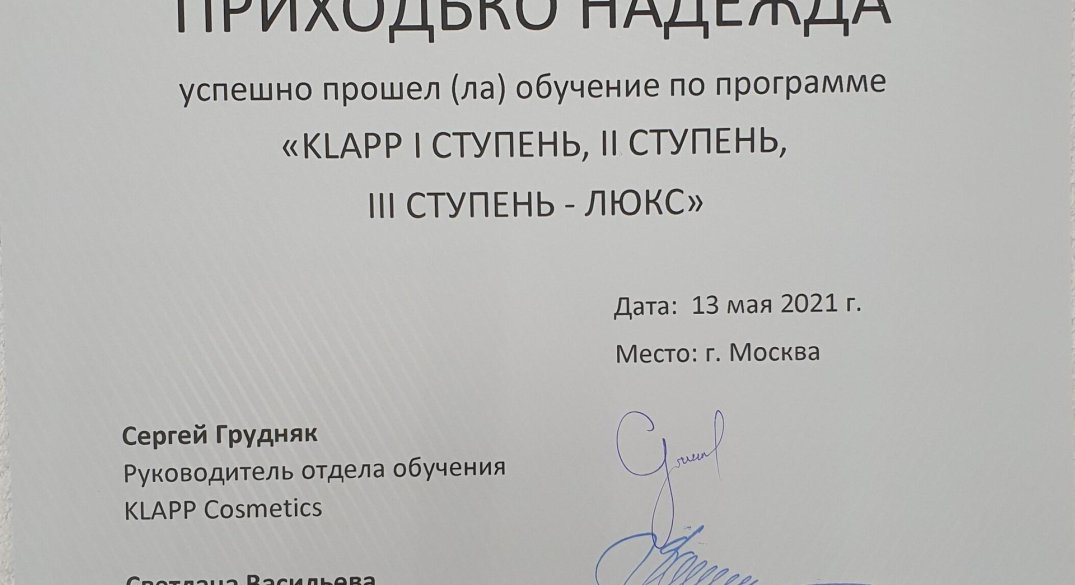 ПРИХОДЬКО НАДЕЖДА
успешно прошел (ла) обучение по программе
«KLAPP I СТУПЕНЬ, II СТУПЕНЬ,
III СТУПЕНЬ - ЛЮКС»
Дата: 13 мая 2021 г.
Место: г. Москва
Сергей Грудняк
Руководитель отдела обучения
KLAPP Cosmetics
Светлана Васильева